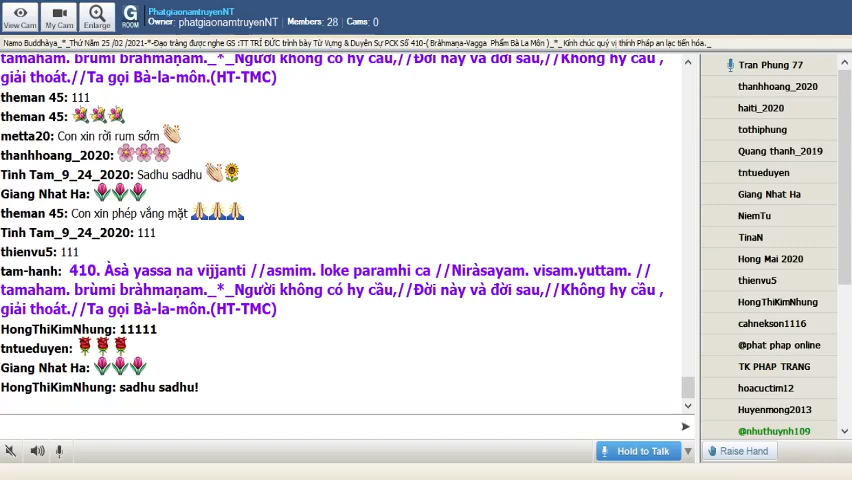 View Cam
My Cam
Enlarge
G
ROOM
PhatgiaonamtruyenNT
Owner: phatgiaonamtruyenNT Members: 28 Cams: 0
Namo Buddhàya_*_Thứ Năm 25 /02 /2021-*-Đạo tràng được nghe GS :TT TRÍ ĐỨC trình bày Từ Vựng & Duyên Sự PCK Số 410-( Brāhmaṇa-Vagga Phẩm Bà La Môn )_*_Kính chúc quý vị thính Pháp an lạc tiến hóa._
tamaham. brùmi bràhmaṇam._*_Người không có hy cầu,//Đời này và đời sau,//Không hy cầu ,
giải thoát.//Ta gọi Bà-la-môn.(HT-TMC)
theman 45: 111
theman 45:
metta20: Con xin rời rum sớm
thanhhoang_2020:
Tinh Tam_9_24_2020: Sadhu sadhu
Giang Nhat Ha:
theman 45: Con xin phép vắng mặt
Tinh Tam_9_24_2020: 111
thienvu5: 111
tam-hanh: 410. Àsà yassa na vijjanti //asmim. loke paramhi ca //Niràsayam. visam.yuttam. //
tamaham. brùmi bràhmaṇam._*_Người không có hy cầu,//Đời này và đời sau,//Không hy cầu ,
giải thoát.//Ta gọi Bà-la-môn.(HT-TMC)
HongThiKimNhung: 11111
tntueduyen:
Giang Nhat Ha:
HongThiKimNhung: sadhu sadhu!
Tran Phung 77
thanhhoang_2020
haiti_2020
tothiphung
Quang thanh_2019
tntueduyen
Giang Nhat Ha
NiemTu
TinaN
Hong Mai 2020
thienvu5
HongThiKimNhung
cahnekson1116
@phat phap online
TK PHAP TRANG
hoacuctim12
Huyenmong2013
@nhuthuynh109
Hold to Talk
Raise Hand